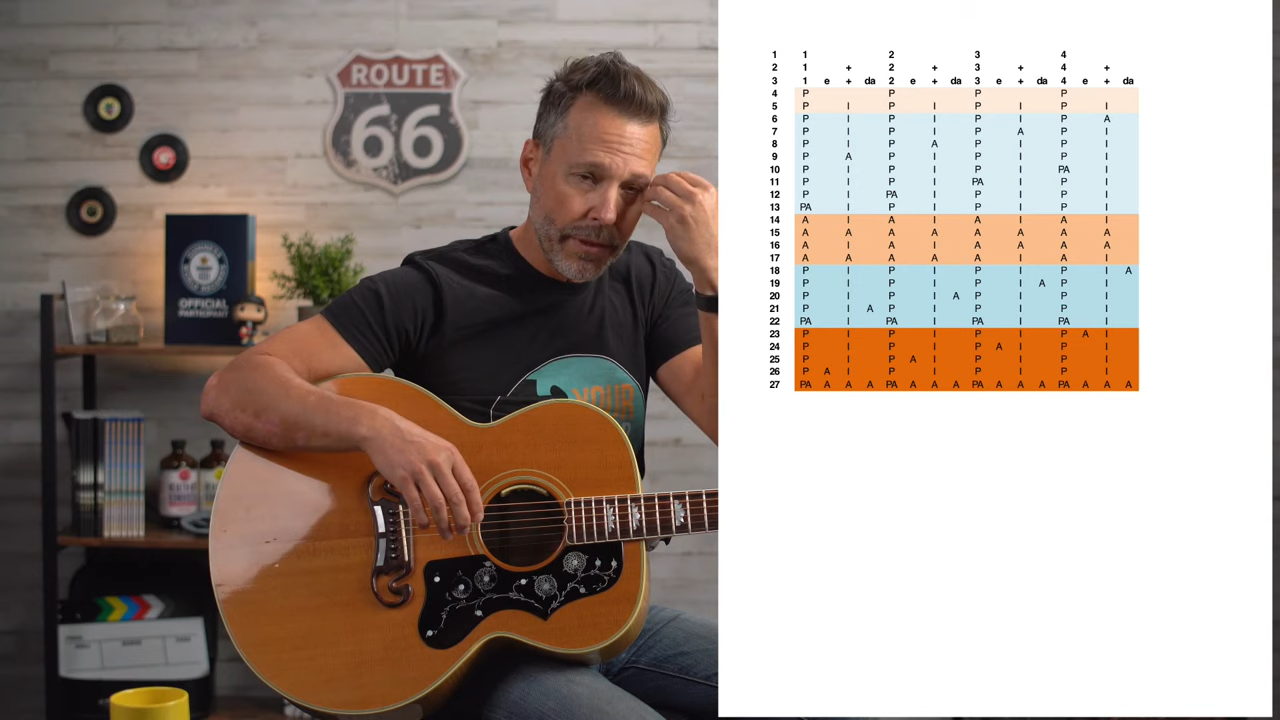 ROUTE
66
OFFICIAL
PARTICIPANT
YOUR
1 1 2 3 4
2 1 + 2 + 3 + 4 +
3 1 e + da 2 e + da 3 e + da 4 e + da
4 P P P P
5 P I P I P I P I
6 P I P I P I P A
7 P I P I P A P I
8 P I P A P I P I
9 P A P I P I P I
10 P I P I P I PA I
11 P I P I PA I P I
12 P I PA I P I P I
13 PA I P I P I P I
14 A I A I A I A I
15 A A A A A A A A
16 A I A I A A A A
17 A A A A A I A I
18 P I P I P I P I A
19 P I P I P I A P I
20 P I P I A P I P I
21 P I A P I P I P I
22 PA I PA I PA I PA I
23 P I P I P I P A I
24 P I P I P A I P I
25 P I P A I P I P I
26 P A I P I P I P I
27 PA A A A PA A A A PA A A A PA A A A